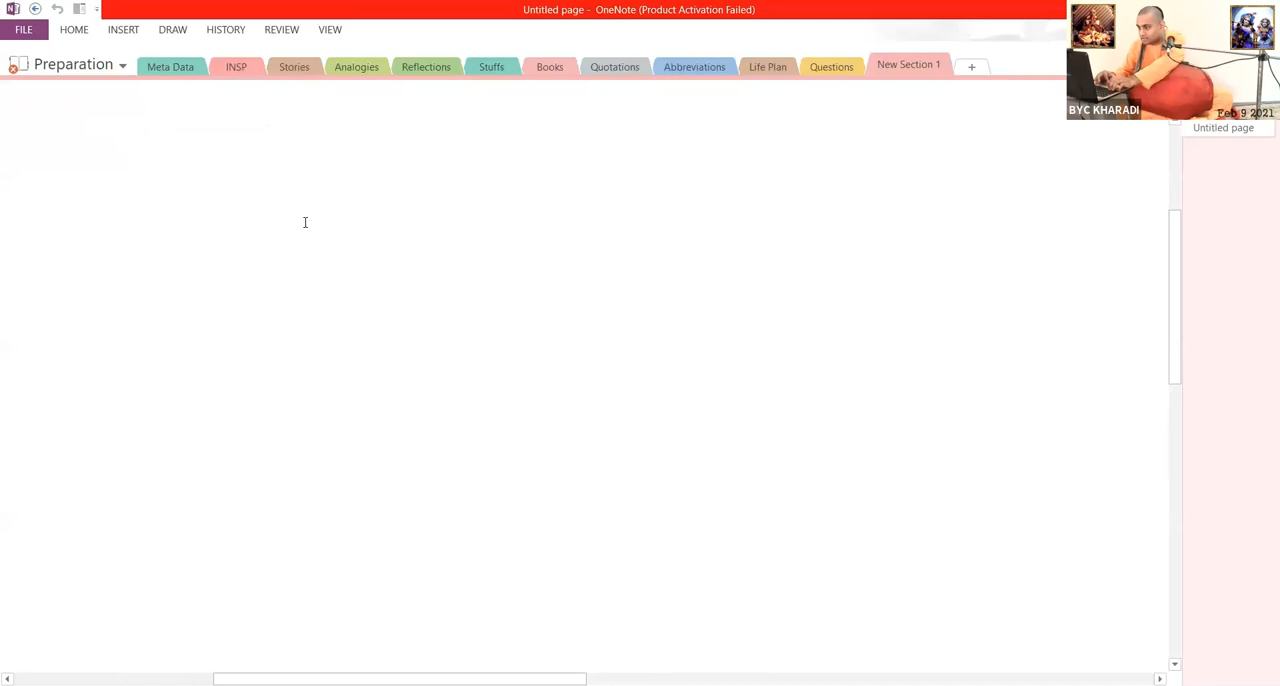 Untitled page - OneNote (Product Activation Failed)
FILE HOME INSERT DRAW HISTORY REVIEW VIEW
Preparation Meta Data INSP Stories Analogies Reflections Stuffs Books Quotations Abbreviations Life Plan Questions New Section 1 +
BYC KHARADI
Feb 9 2021
Untitled page